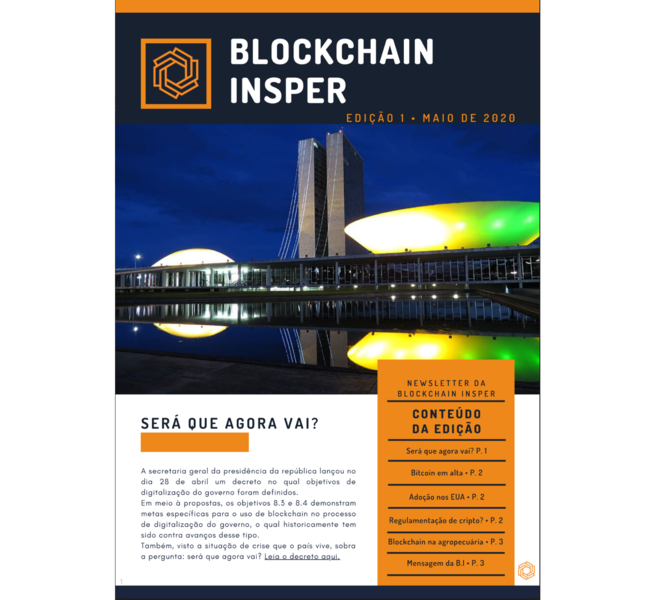 BLOCKCHAIN
INSPER
EDIÇÃO 1 • MAIO DE 2020
SERÁ QUE AGORA VAI?
A secretaria geral da presidência da república lançou no
dia 28 de abril um decreto no qual objetivos de
digitalização do governo foram definidos.
Em meio à propostas, os objetivos 8.3 e 8.4 demonstram
metas específicas para o uso de blockchain no processo
de digitalização do governo, o qual historicamente tem
sido contra avanços desse tipo.
Também, visto a situação de crise que o país vive, sobra
a pergunta: será que agora vai? Leia o decreto aqui.
NEWSLETTER DA
BLOCKCHAIN INSPER
CONTEÚDO
DA EDIÇÃO
Será que agora vai? P. 1
Bitcoin em alta • P. 2
Adoção nos EUA • P. 2
Regulamentação de cripto? • P. 2
Blockchain na agropecuária • P. 3
Mensagem da B.I • P. 3
1